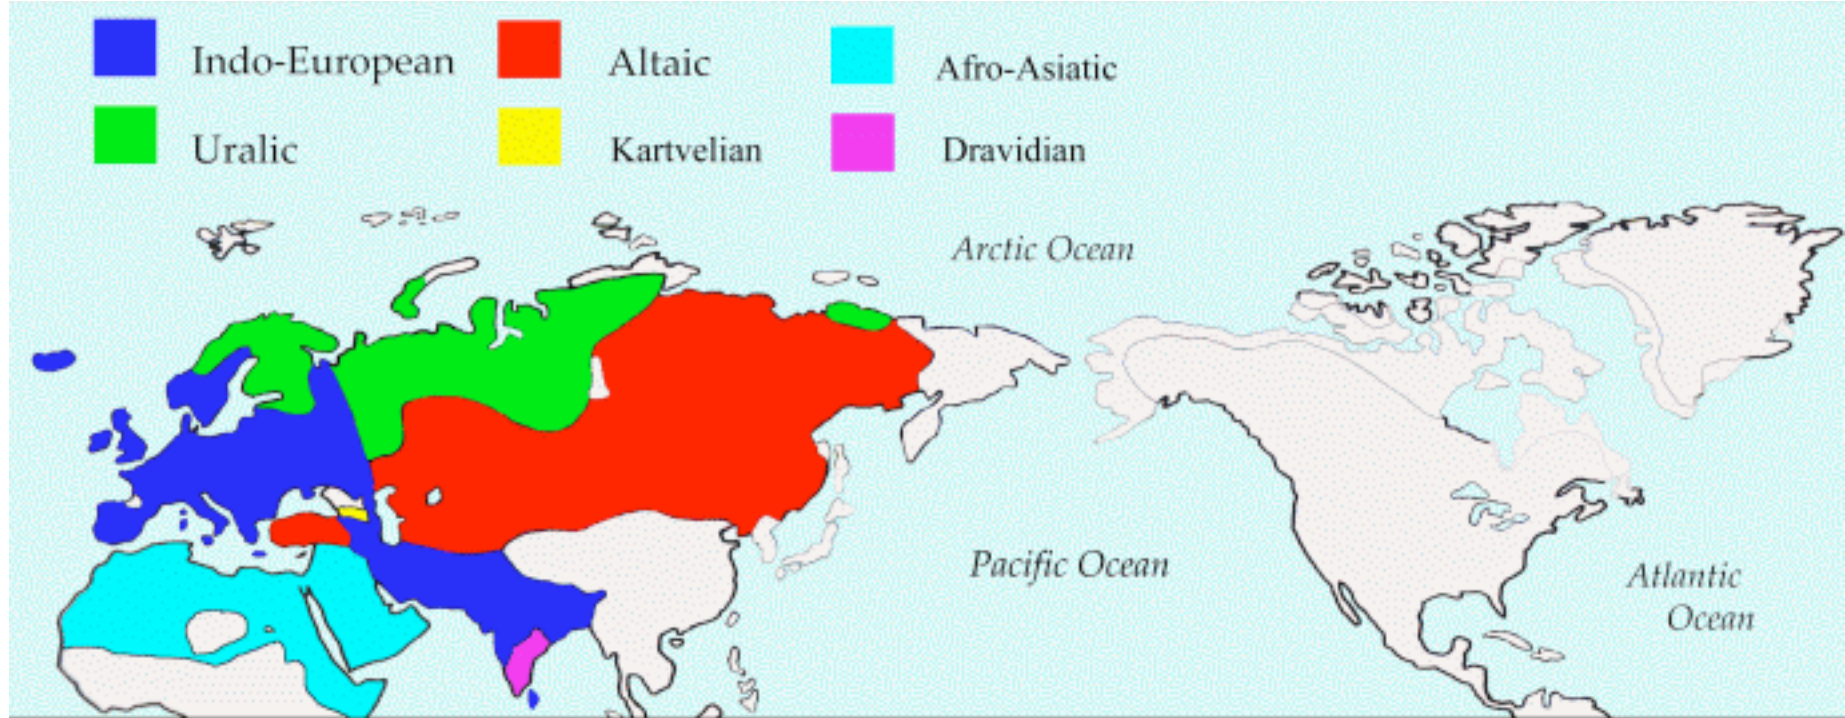 Indo-European
Altaic
Afro-Asiatic
Uralic
Kartvelian
Dravidian
Arctic Ocean
Pacific Ocean
Atlantic
Ocean